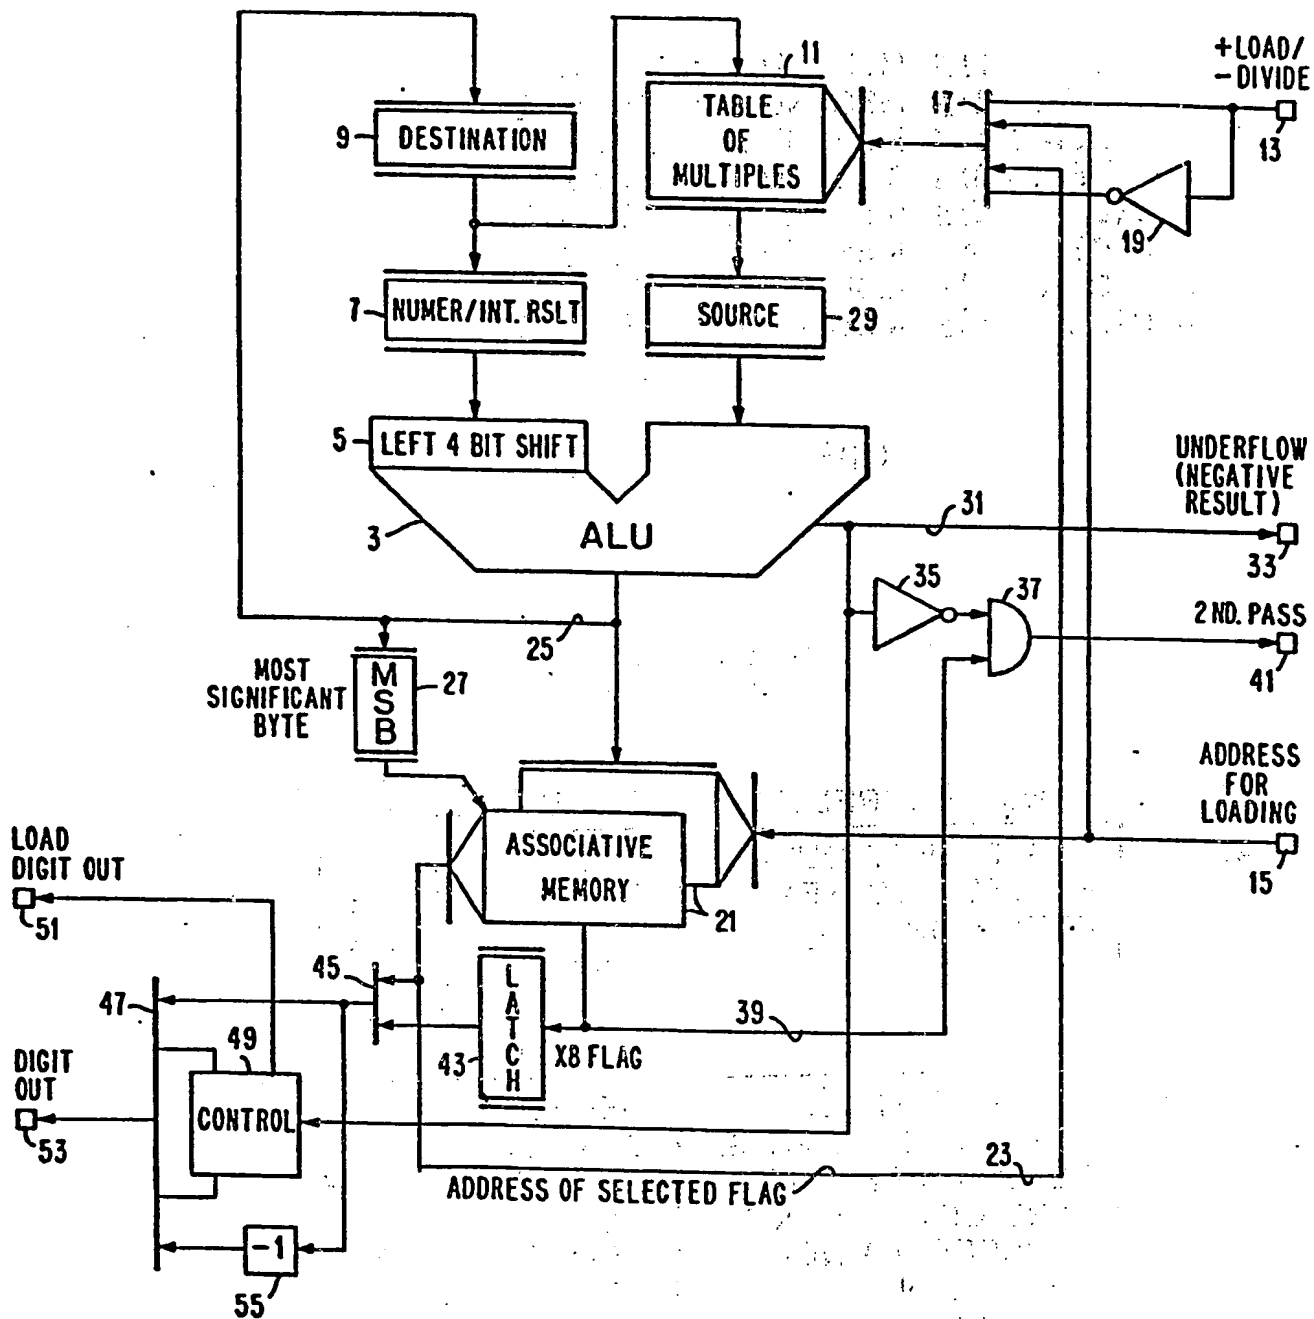 +LOAD/
-DIVIDE
13
11
TABLE
OF
MULTIPLES
17
19
9
DESTINATION
7
NUMER/INT. RSLT
SOURCE
29
5
LEFT 4 BIT SHIFT
3
ALU
31
UNDERFLOW
(NEGATIVE
RESULT)
33
35
37
2ND. PASS
41
25
MOST
SIGNIFICANT
BYTE
MSB
27
ADDRESS
FOR
LOADING
15
ASSOCIATIVE
MEMORY
21
LOAD
DIGIT OUT
51
45
LATCH
43
X8 FLAG
39
47
49
CONTROL
DIGIT
OUT
53
23
ADDRESS OF SELECTED FLAG
-1
55